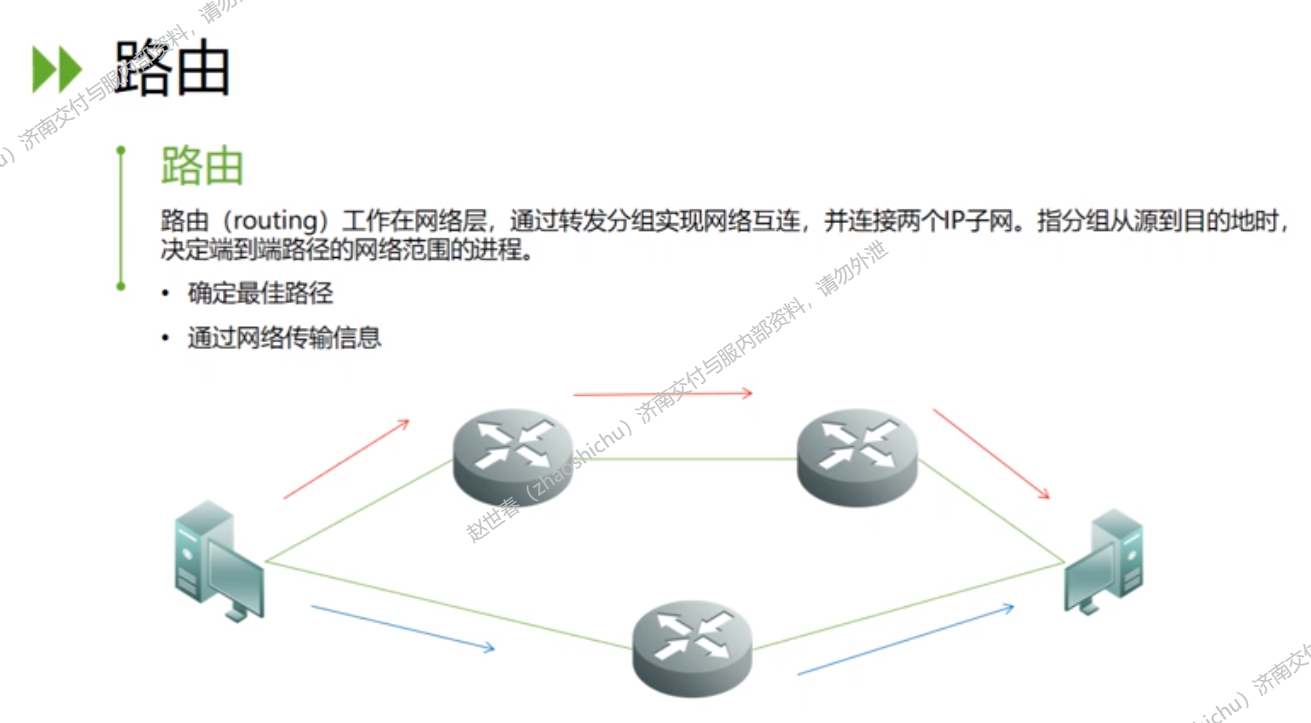 路由
路由
路由（routing）工作在网络层，通过转发分组实现网络互连，并连接两个IP子网。指分组从源到目的地时，
决定端到端路径的网络范围的进程。
• 确定最佳路径
• 通过网络传输信息
u）济南交付与服内部资料，请勿
赵世春（zhaoshichu）济南交付与服内部资料，请勿外泄
ichu）济南交付